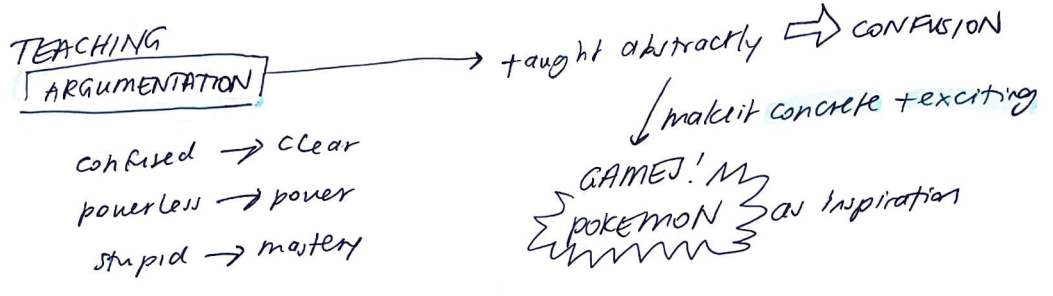 TEACHING
ARGUMENTATION → taught abstractly ⇨ CONFUSION
make it concrete + exciting
confused → clear
powerless → power
stupid → mastery
GAMES!
POKEMON as inspiration